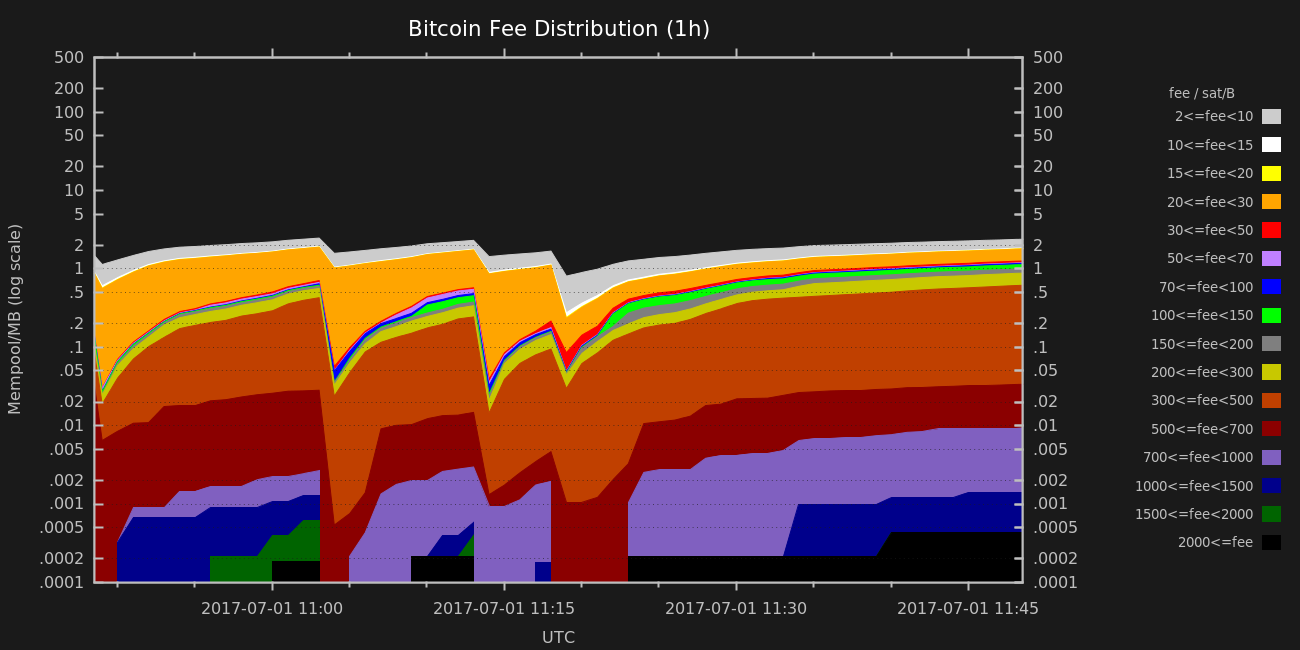 Bitcoin Fee Distribution (1h)
500
200
100
50
20
10
5
2
1
.5
.2
.1
.05
.02
.01
.005
.002
.001
.0005
.0002
.0001
Mempool/MB (log scale)
500
200
100
50
20
10
5
2
1
.5
.2
.1
.05
.02
.01
.005
.002
.001
.0005
.0002
.0001
2017-07-01 11:00
2017-07-01 11:15
2017-07-01 11:30
2017-07-01 11:45
UTC
fee / sat/B
2<=fee<10
10<=fee<15
15<=fee<20
20<=fee<30
30<=fee<50
50<=fee<70
70<=fee<100
100<=fee<150
150<=fee<200
200<=fee<300
300<=fee<500
500<=fee<700
700<=fee<1000
1000<=fee<1500
1500<=fee<2000
2000<=fee